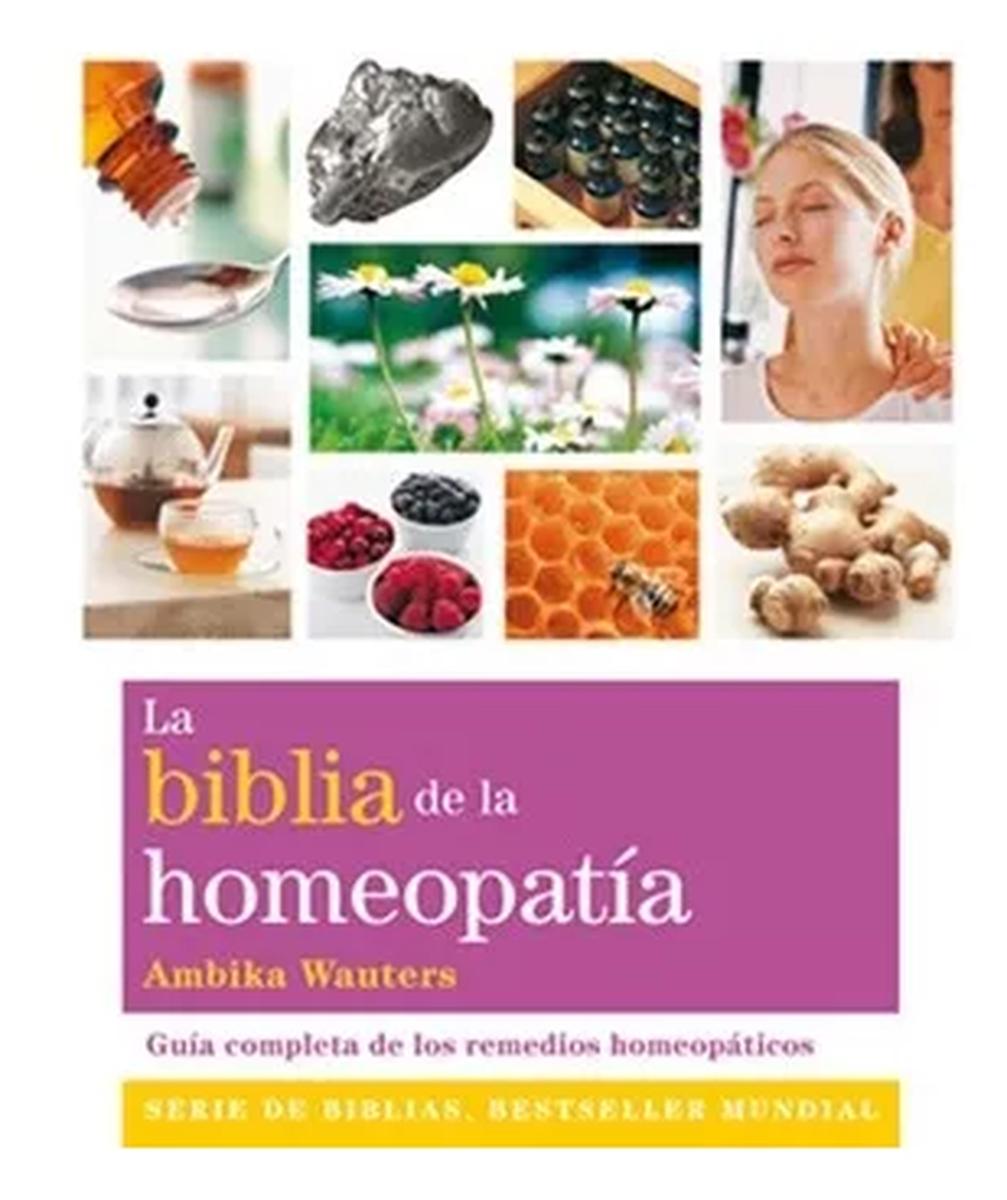 La
biblia de la
homeopatía
Ambika Wauters
Guía completa de los remedios homeopáticos
SERIE DE BIBLIAS. BESTSELLER MUNDIAL